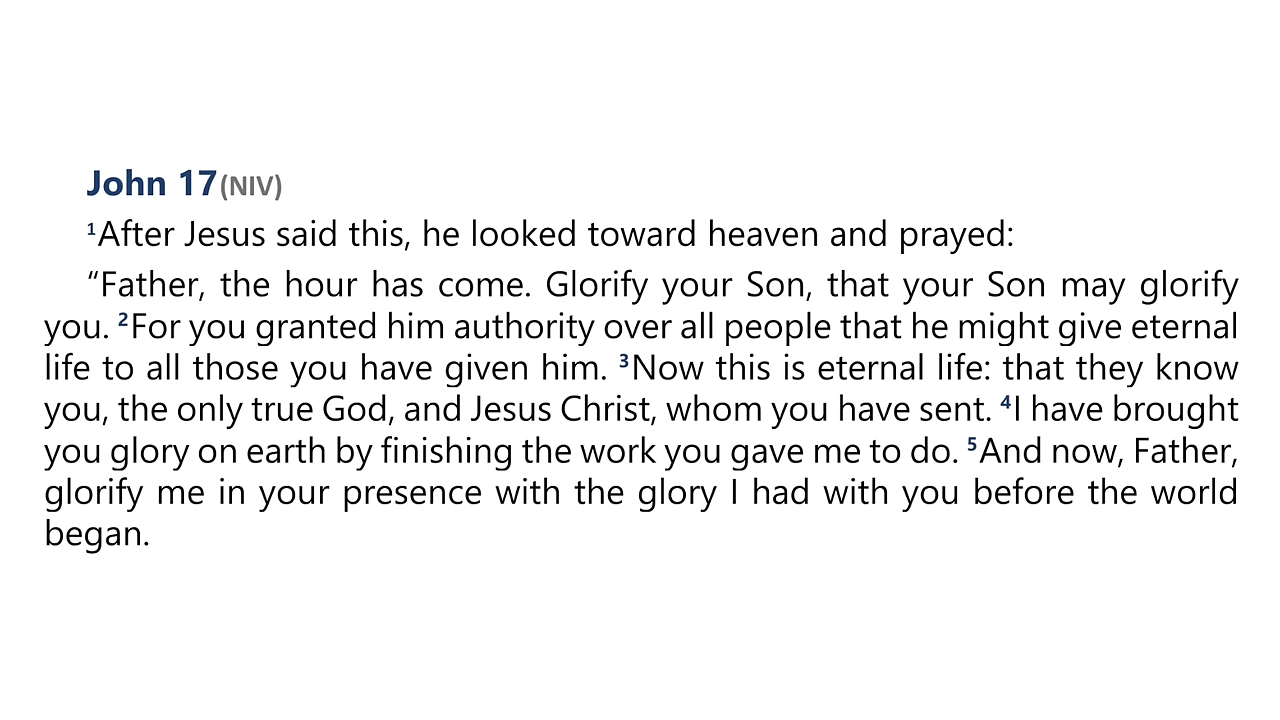 John 17(NIV)
¹After Jesus said this, he looked toward heaven and prayed:
“Father, the hour has come. Glorify your Son, that your Son may glorify
you. ²For you granted him authority over all people that he might give eternal
life to all those you have given him. ³Now this is eternal life: that they know
you, the only true God, and Jesus Christ, whom you have sent. ⁴I have brought
you glory on earth by finishing the work you gave me to do. ⁵And now, Father,
glorify me in your presence with the glory I had with you before the world
began.